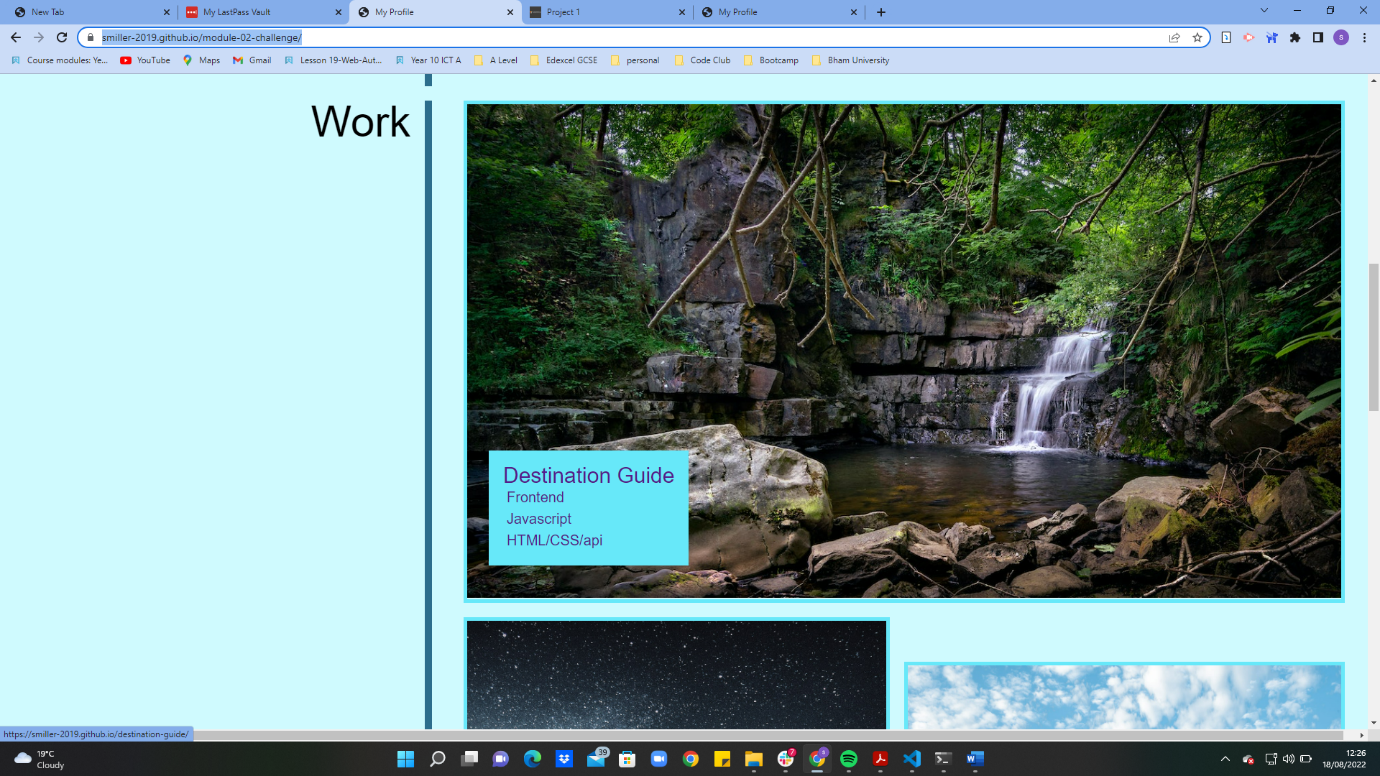 New Tab
My LastPass Vault
My Profile
Project 1
My Profile
smiller-2019.github.io/module-02-challenge/
S
Course modules: Ye...
YouTube
Maps
Gmail
Lesson 19-Web-Aut...
Year 10 ICT A
A Level
Edexcel GCSE
personal
Code Club
Bootcamp
Bham University
Work
Destination Guide
Frontend
Javascript
HTML/CSS/api
https://smiller-2019.github.io/destination-guide/
19°C
Cloudy
39
7
12:26
18/08/2022